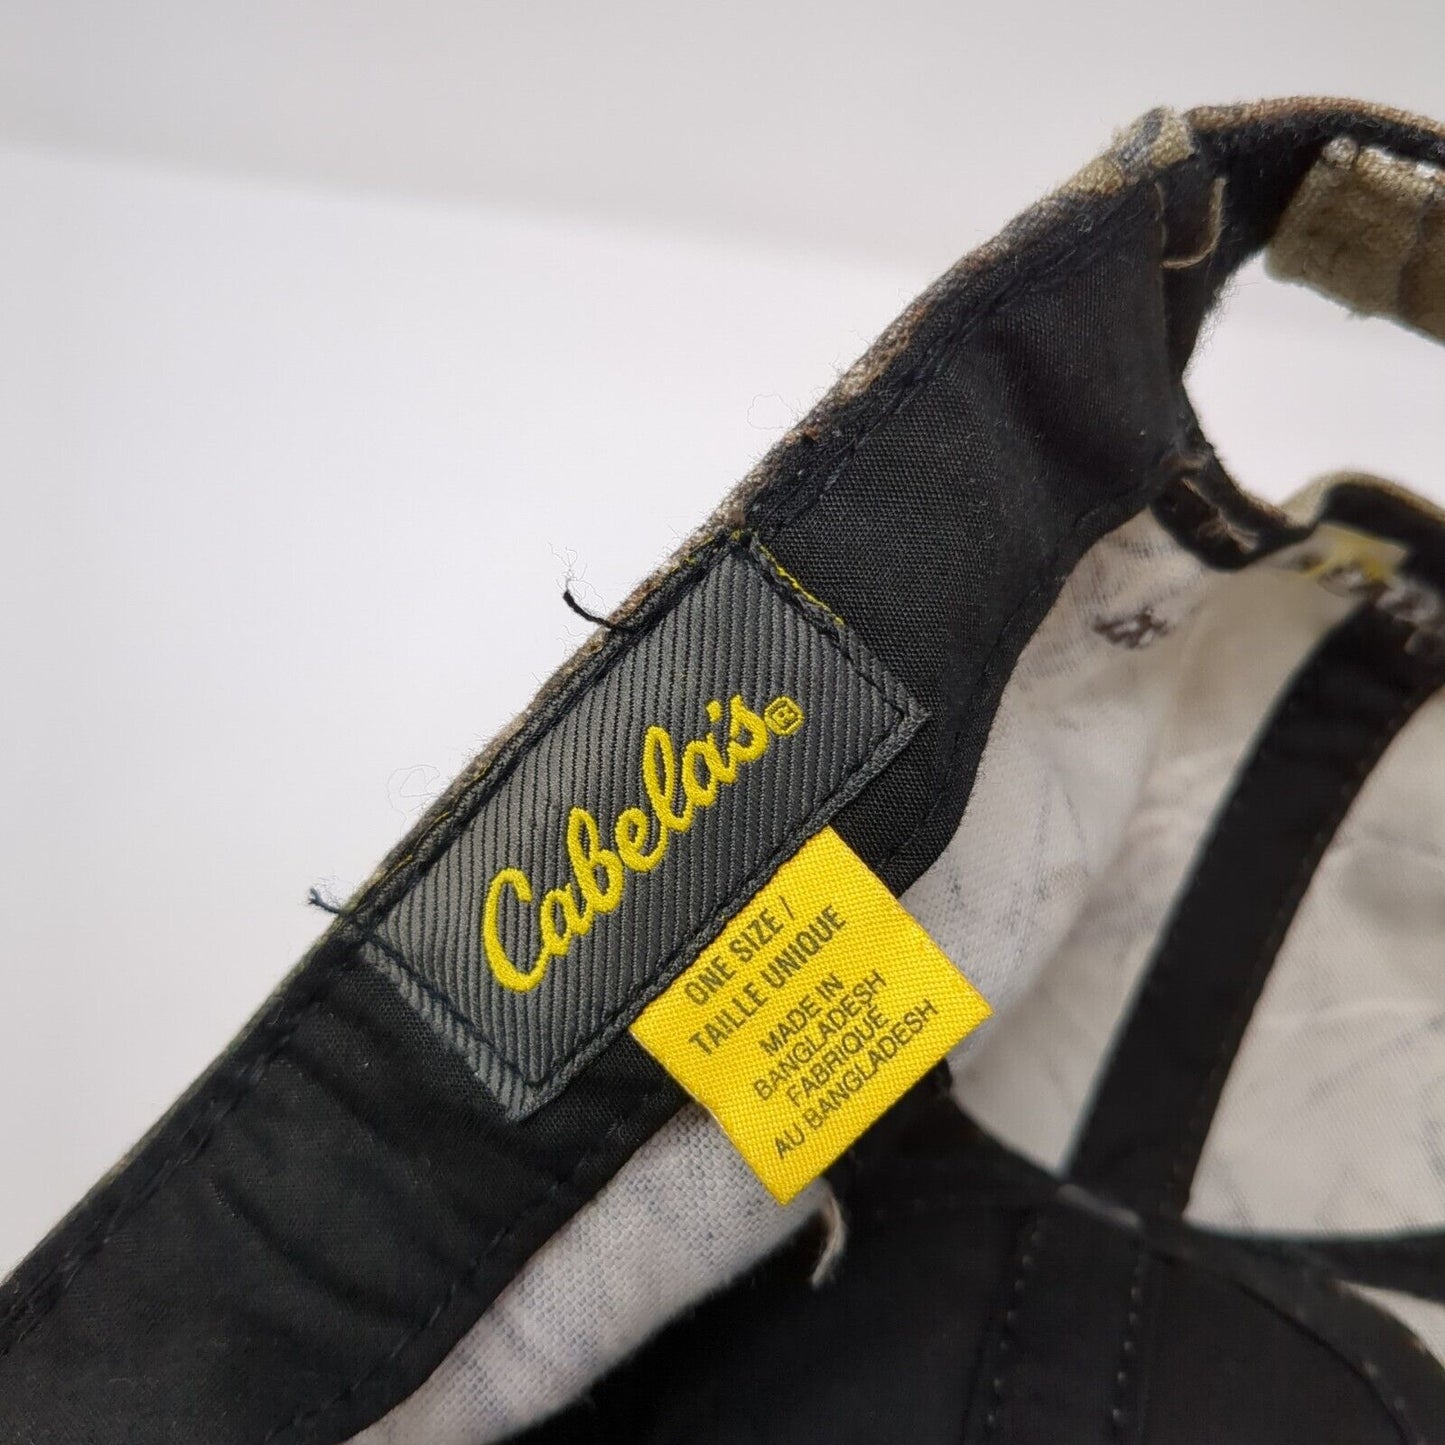 Cabela's®
ONE SIZE /
TAILLE UNIQUE
MADE IN
BANGLADESH
FABRIQUÉ
AU BANGLADESH